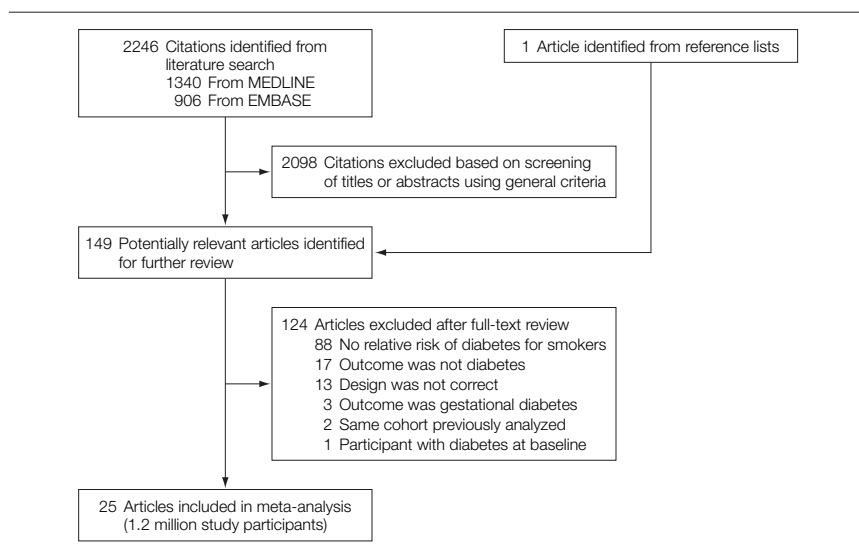 2246 Citations identified from
literature search
1340 From MEDLINE
906 From EMBASE
1 Article identified from reference lists
2098 Citations excluded based on screening
of titles or abstracts using general criteria
149 Potentially relevant articles identified
for further review
124 Articles excluded after full-text review
88 No relative risk of diabetes for smokers
17 Outcome was not diabetes
13 Design was not correct
3 Outcome was gestational diabetes
2 Same cohort previously analyzed
1 Participant with diabetes at baseline
25 Articles included in meta-analysis
(1.2 million study participants)